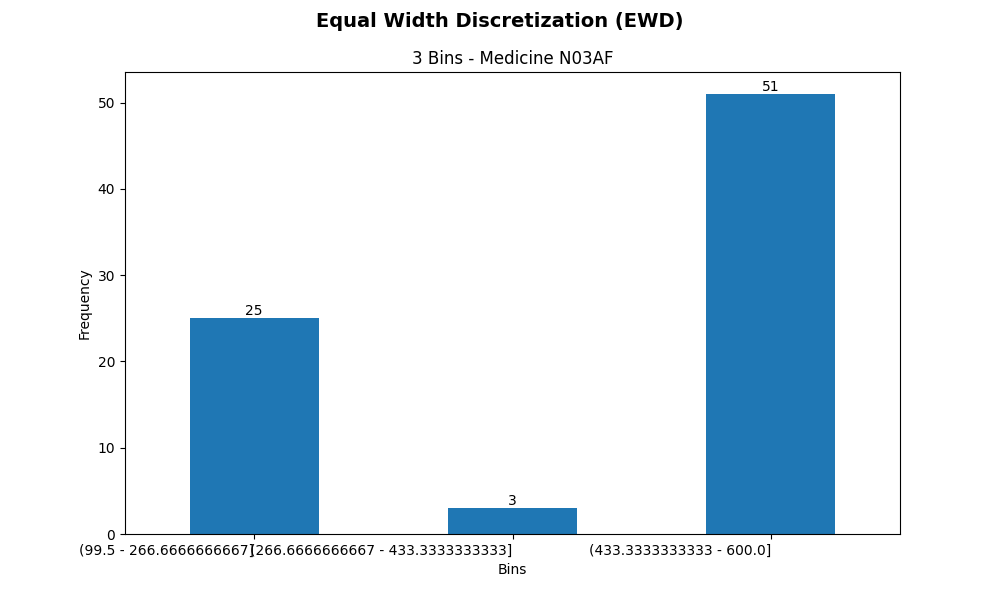 Equal Width Discretization (EWD)
3 Bins - Medicine N03AF
50
40
30
20
10
0
Frequency
25
3
51
(99.5 - 266.6666666667]
(266.6666666667 - 433.3333333333]
(433.3333333333 - 600.0]
Bins